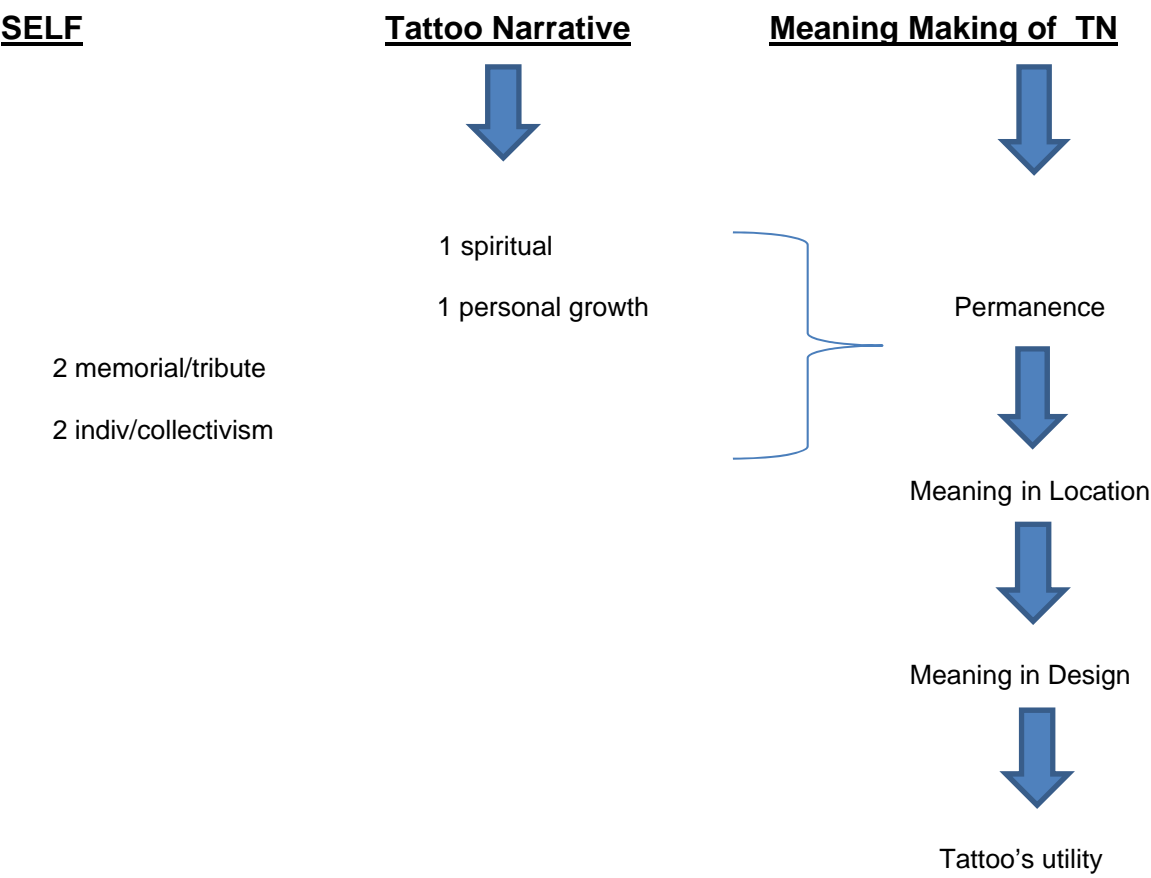 SELF
Tattoo Narrative
Meaning Making of TN
1 spiritual
1 personal growth
Permanence
2 memorial/tribute
2 indiv/collectivism
Meaning in Location
Meaning in Design
Tattoo’s utility